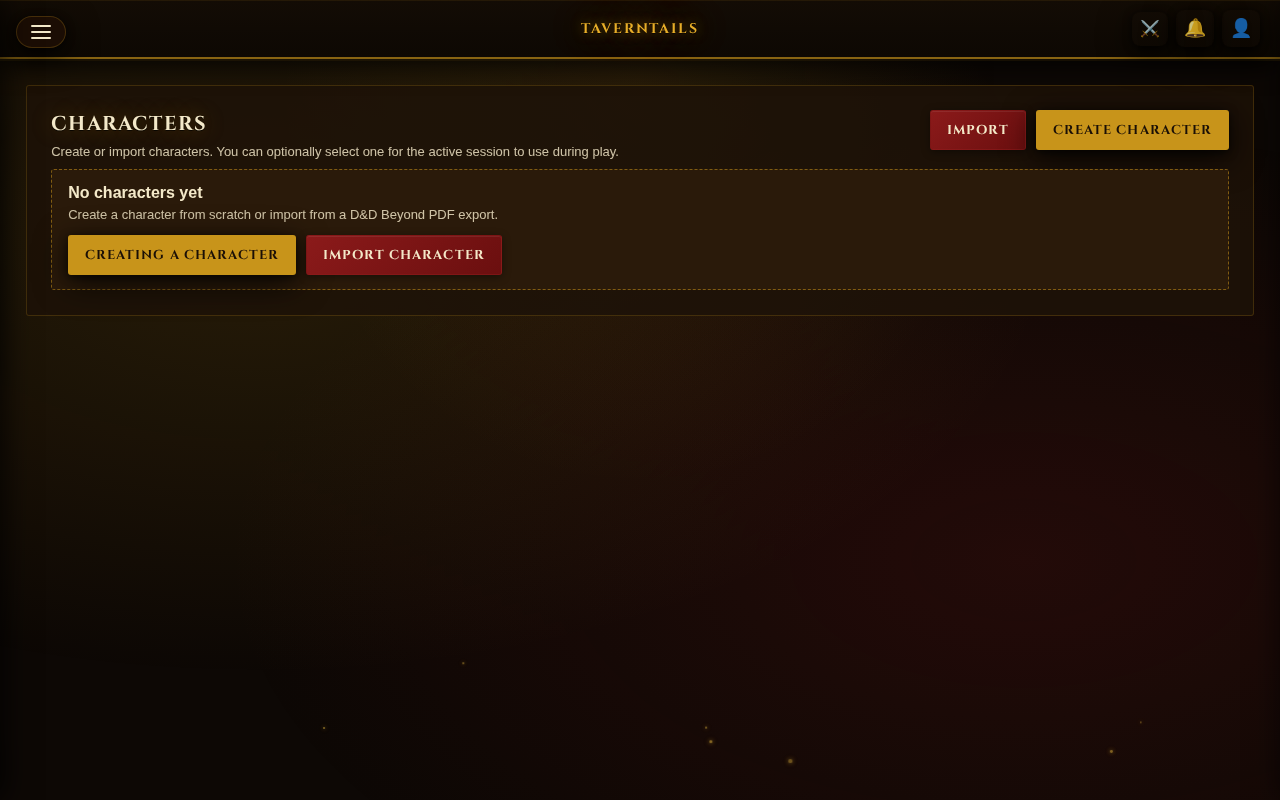 TAVERNTAILS
CHARACTERS
Create or import characters. You can optionally select one for the active session to use during play.
IMPORT
CREATE CHARACTER
No characters yet
Create a character from scratch or import from a D&D Beyond PDF export.
CREATING A CHARACTER
IMPORT CHARACTER